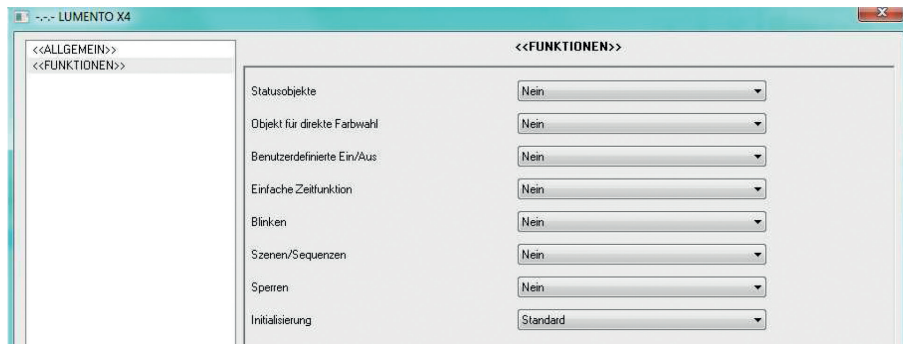 -.-.- LUMENTO X4
<<ALLGEMEIN>>
<<FUNKTIONEN>>
<<FUNKTIONEN>>
Statusobjekte Nein
Objekt für direkte Farbwahl Nein
Benutzerdefinierte Ein/Aus Nein
Einfache Zeitfunktion Nein
Blinken Nein
Szenen/Sequenzen Nein
Sperren Nein
Initialisierung Standard